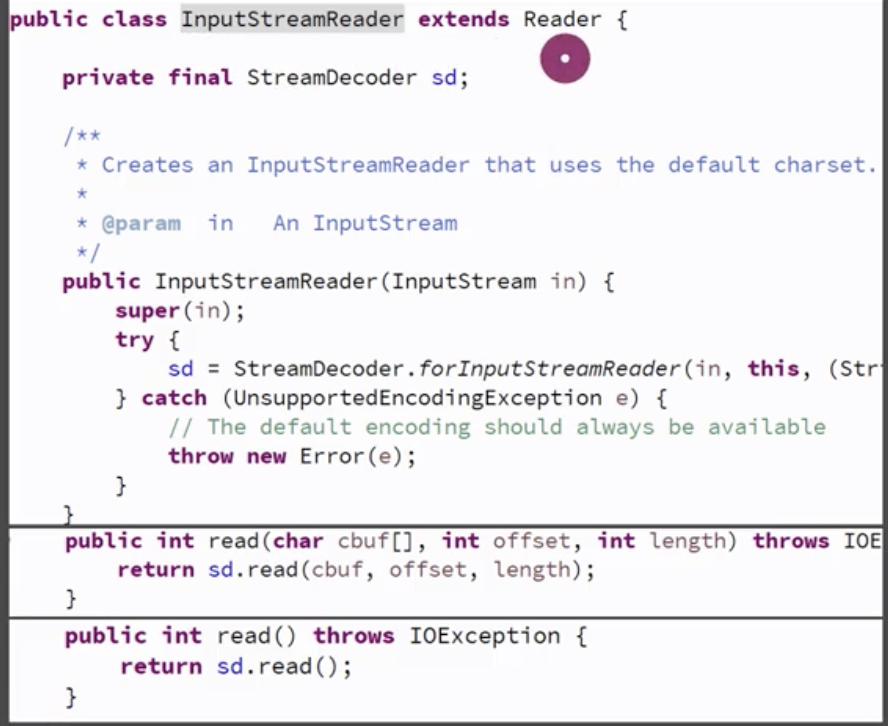 public class InputStreamReader extends Reader {
private final StreamDecoder sd;
/**
* Creates an InputStreamReader that uses the default charset.
*
* @param in An InputStream
*/
public InputStreamReader(InputStream in) {
super(in);
try {
sd = StreamDecoder.forInputStreamReader(in, this, (Str
} catch (UnsupportedEncodingException e) {
// The default encoding should always be available
throw new Error(e);
}
}
public int read(char cbuf[], int offset, int length) throws IOE
return sd.read(cbuf, offset, length);
}
public int read() throws IOException {
return sd.read();
}